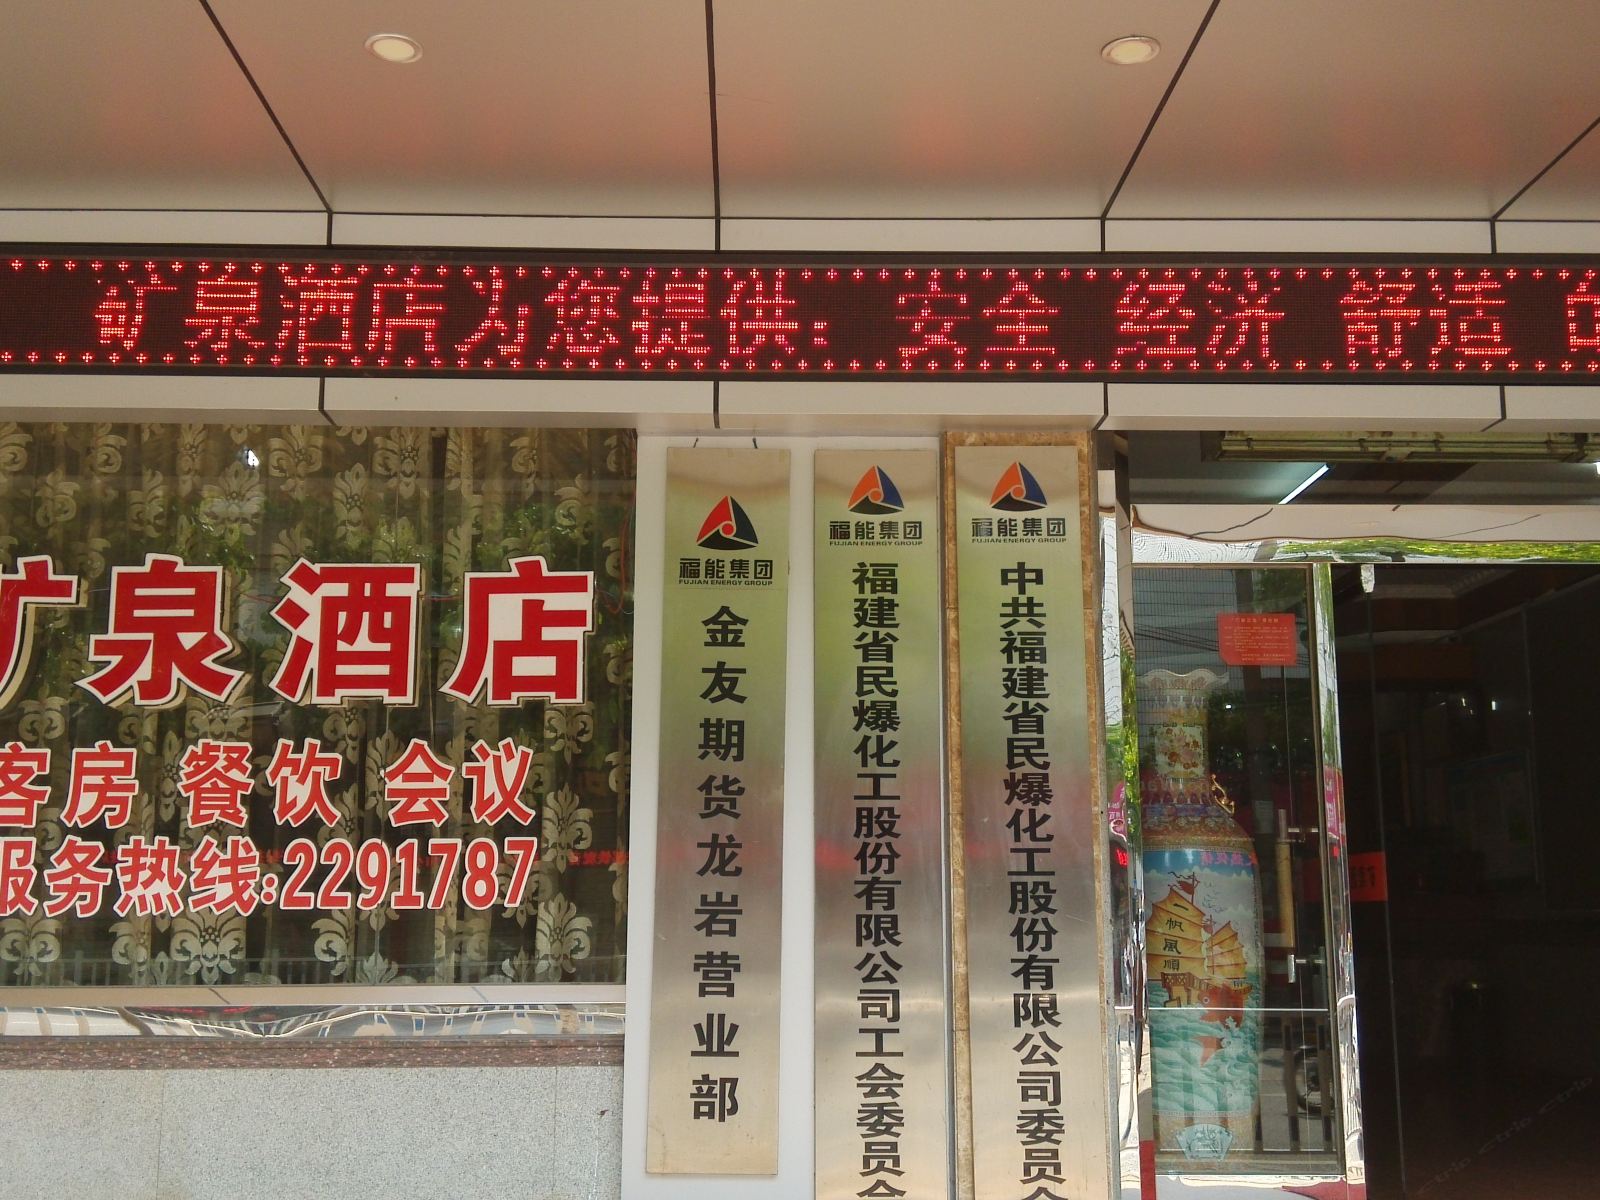 矿泉酒店为您提供: 安全 经济 舒适 的
矿泉酒店
客房 餐饮 会议
服务热线:2291787
福能集团
FUJIAN ENERGY GROUP
金友期货龙岩营业部
福能集团
FUJIAN ENERGY GROUP
福建省民爆化工股份有限公司工会委员会
福能集团
FUJIAN ENERGY GROUP
中共福建省民爆化工股份有限公司委员会
一帆風順